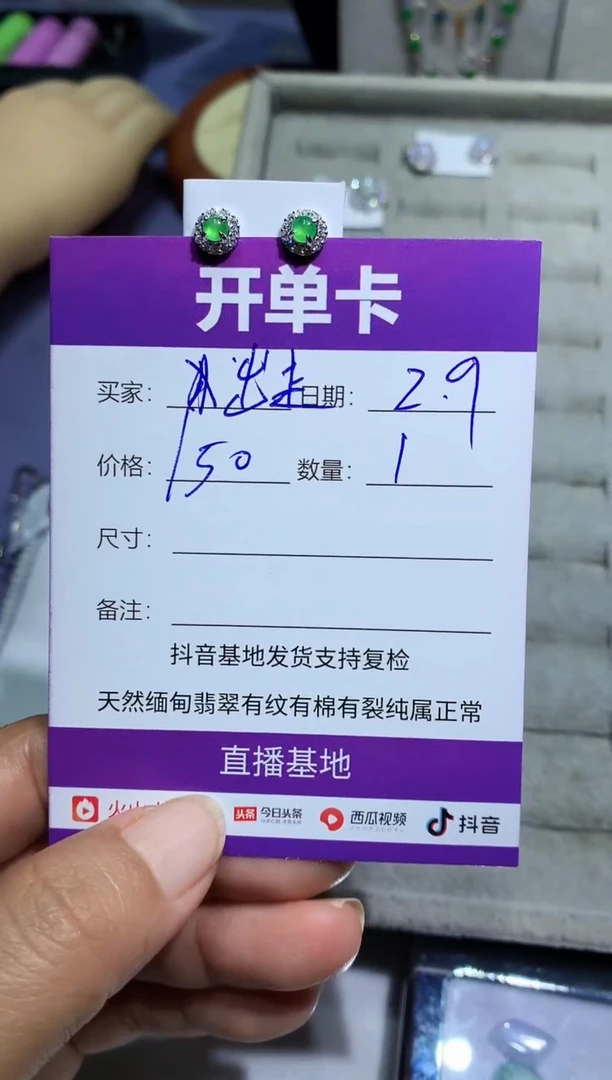 开单卡
买家： 日期： 2.9
价格： 150 数量： 1
尺寸：
备注：
抖音基地发货支持复检
天然缅甸翡翠有纹有棉有裂纯属正常
直播基地
火山 头条 今日头条 西瓜视频 抖音